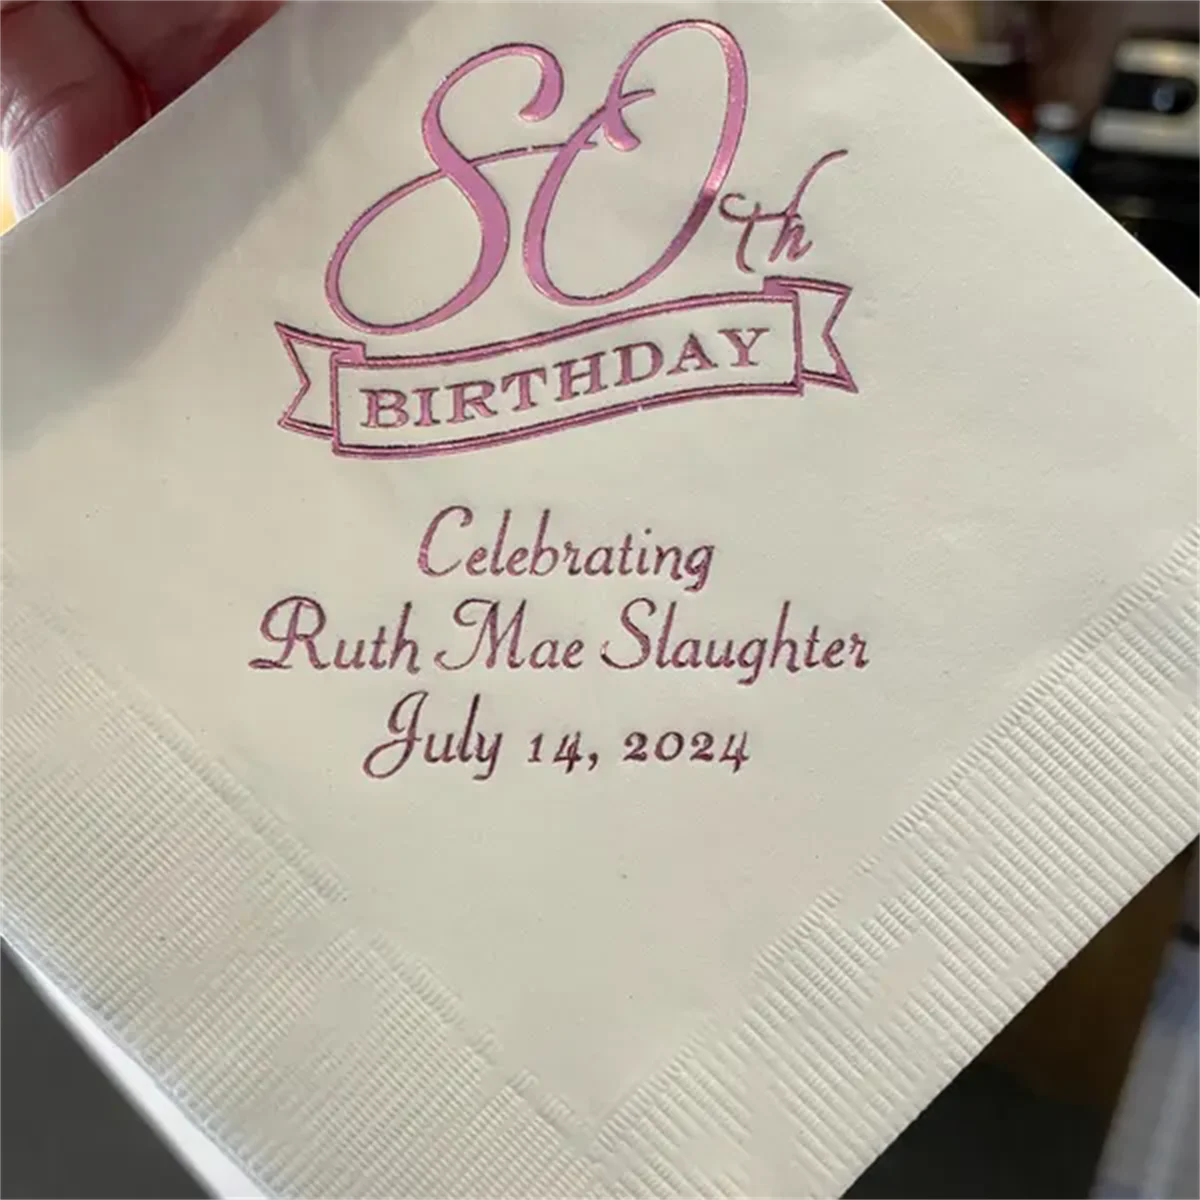 80th
BIRTHDAY
Celebrating
Ruth Mae Slaughter
July 14, 2024